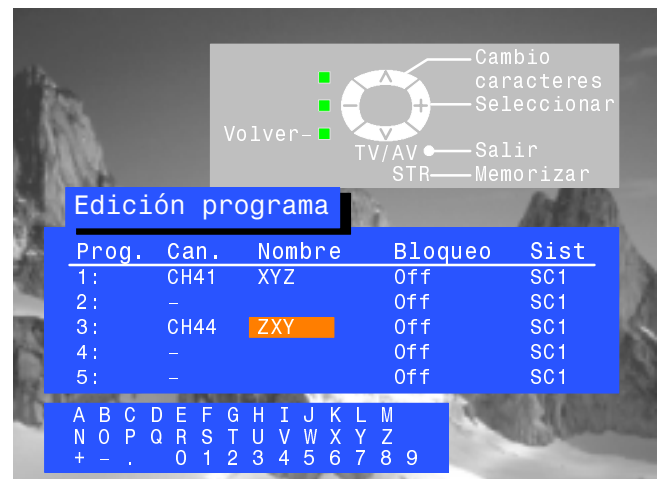 Cambio
caracteres
Seleccionar
Volver
TV/AV Salir
STR Memorizar
Edición programa
Prog. Can. Nombre Bloqueo Sist
1: CH41 XYZ Off SC1
2: – Off SC1
3: CH44 ZXY Off SC1
4: – Off SC1
5: – Off SC1
A B C D E F G H I J K L M
N O P Q R S T U V W X Y Z
+ – . 0 1 2 3 4 5 6 7 8 9